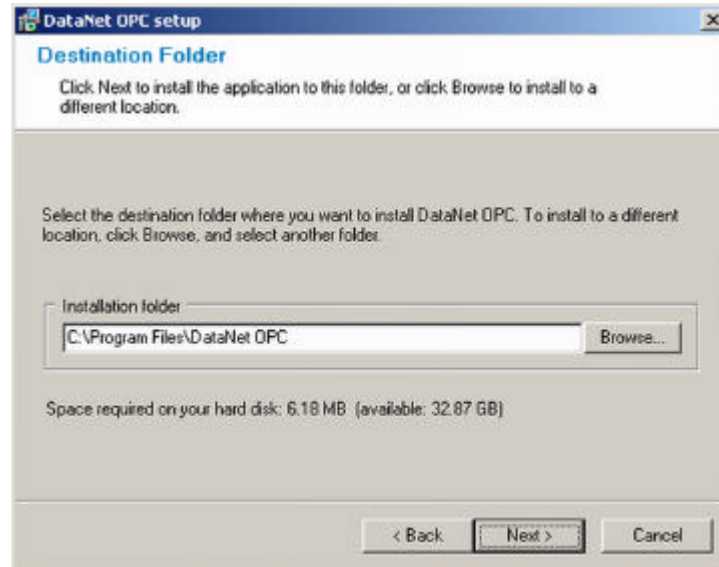 DataNet OPC setup
Destination Folder
Click Next to install the application to this folder, or click Browse to install to a
different location.
Select the destination folder where you want to install DataNet OPC. To install to a different
location, click Browse, and select another folder.
Installation folder
C:\Program Files\DataNet OPC
Browse...
Space required on your hard disk: 6.18 MB (available: 32.87 GB)
< Back
Next >
Cancel